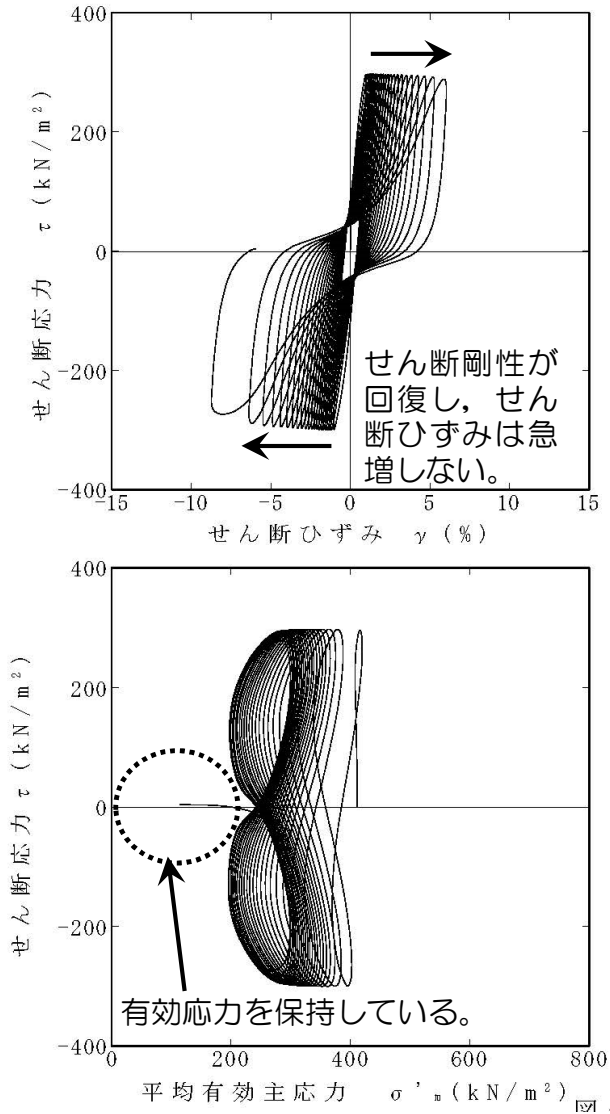 400
200
0
-200
-400
せん断応力 τ (kN/m²)
せん断剛性が
回復し，せん
断ひずみは急
増しない。
-15 -10 -5 0 5 10 15
せん断ひずみ γ (%)
400
200
0
-200
-400
せん断応力 τ (kN/m²)
有効応力を保持している。
0 200 400 600 800
平均有効主応力 σ'm (kN/m²)
図